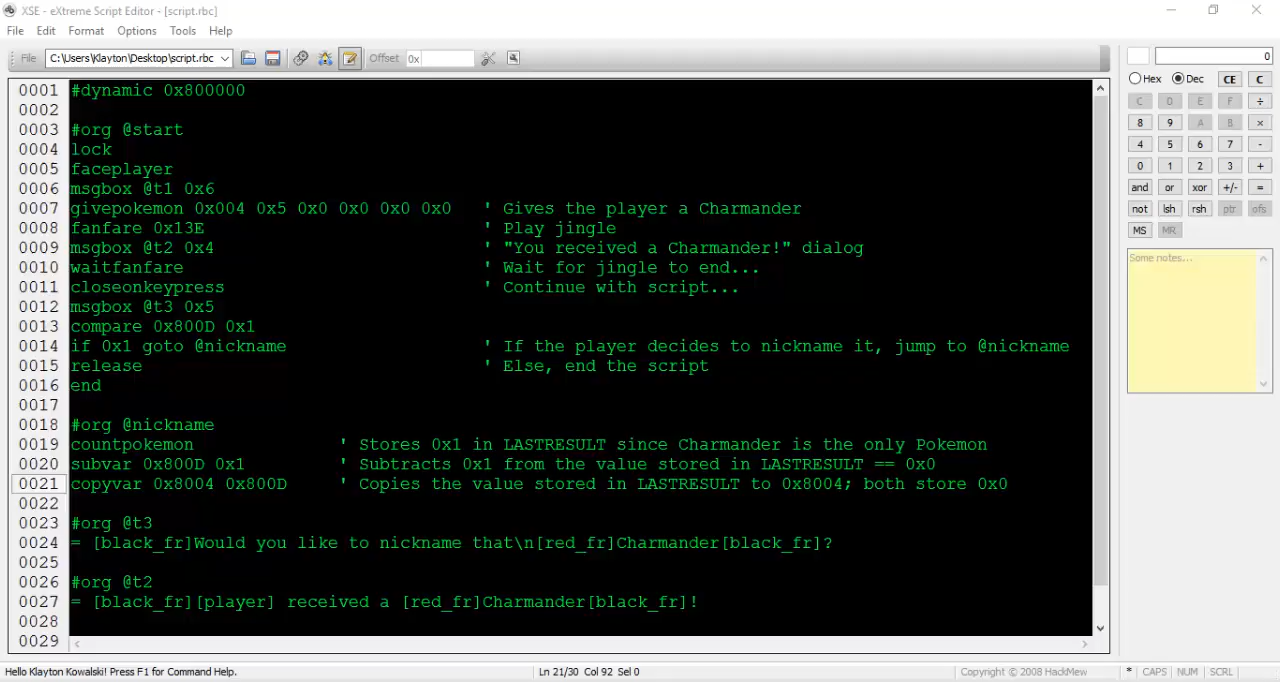 XSE - eXtreme Script Editor - [script.rbc]
File Edit Format Options Tools Help
File C:\Users\Klayton\Desktop\script.rbc Offset 0x
0
Hex Dec CE C
C D E F ÷
8 9 A B ×
4 5 6 7 -
0 1 2 3 +
and or xor +/- =
not lsh rsh ptr ofs
MS MR
Some notes...
0001 #dynamic 0x800000
0002
0003 #org @start
0004 lock
0005 faceplayer
0006 msgbox @t1 0x6
0007 givepokemon 0x004 0x5 0x0 0x0 0x0 0x0 ' Gives the player a Charmander
0008 fanfare 0x13E ' Play jingle
0009 msgbox @t2 0x4 ' "You received a Charmander!" dialog
0010 waitfanfare ' Wait for jingle to end...
0011 closeonkeypress ' Continue with script...
0012 msgbox @t3 0x5
0013 compare 0x800D 0x1
0014 if 0x1 goto @nickname ' If the player decides to nickname it, jump to @nickname
0015 release ' Else, end the script
0016 end
0017
0018 #org @nickname
0019 countpokemon ' Stores 0x1 in LASTRESULT since Charmander is the only Pokemon
0020 subvar 0x800D 0x1 ' Subtracts 0x1 from the value stored in LASTRESULT == 0x0
0021 copyvar 0x8004 0x800D ' Copies the value stored in LASTRESULT to 0x8004; both store 0x0
0022
0023 #org @t3
0024 = [black_fr]Would you like to nickname that\n[red_fr]Charmander[black_fr]?
0025
0026 #org @t2
0027 = [black_fr][player] received a [red_fr]Charmander[black_fr]!
0028
0029
Hello Klayton Kowalski! Press F1 for Command Help. Ln 21/30 Col 92 Sel 0 Copyright © 2008 HackMew * CAPS NUM SCRL